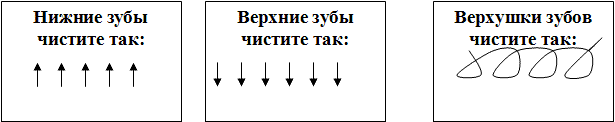 Нижние зубы
чистите так:
Верхние зубы
чистите так:
Верхушки зубов
чистите так: